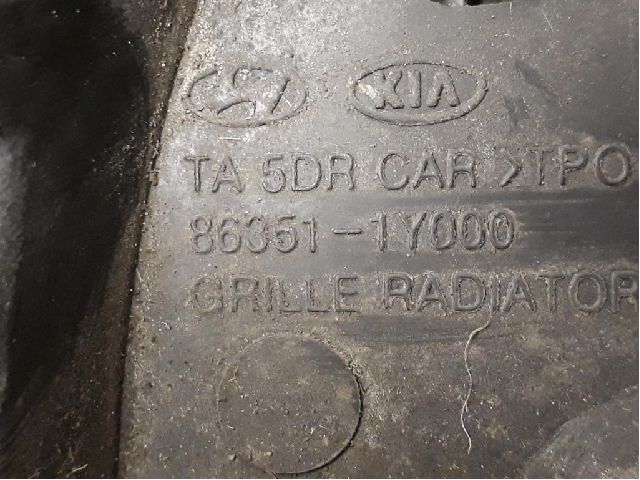 KIA
TA 5DR CAR >TPO
86351-1Y000
GRILLE RADIATOR